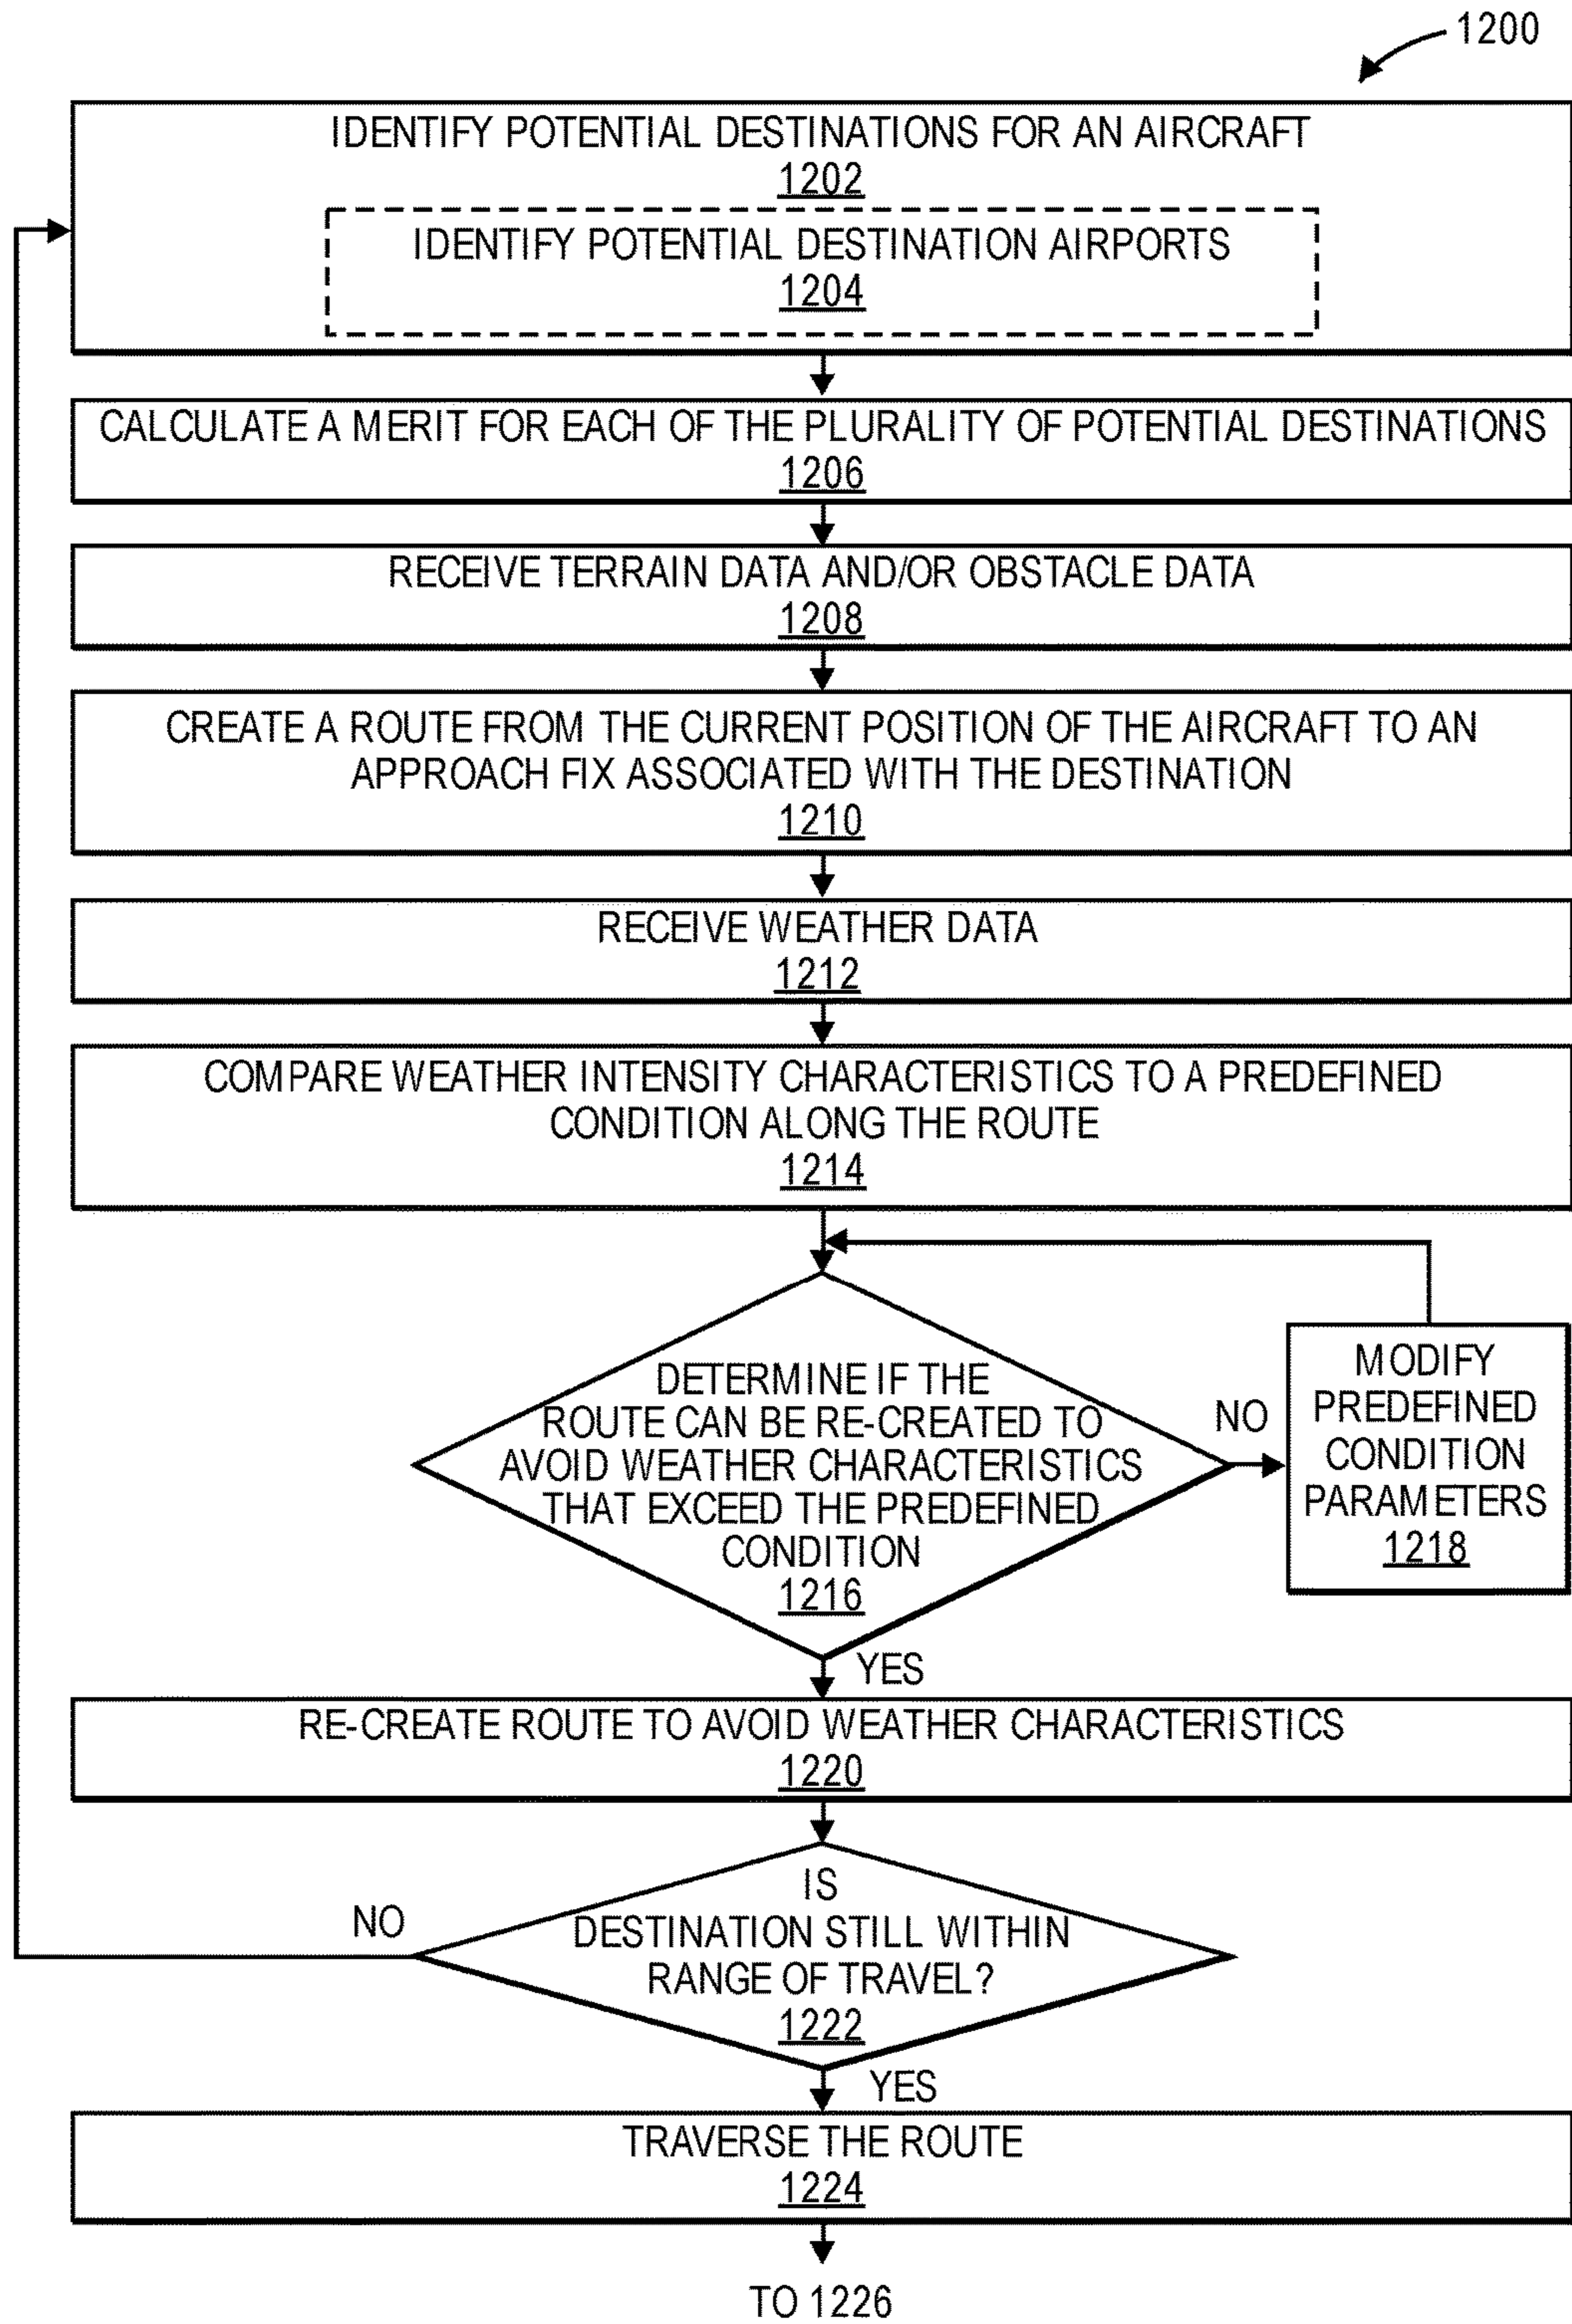 1200
IDENTIFY POTENTIAL DESTINATIONS FOR AN AIRCRAFT
1202
IDENTIFY POTENTIAL DESTINATION AIRPORTS
1204
CALCULATE A MERIT FOR EACH OF THE PLURALITY OF POTENTIAL DESTINATIONS
1206
RECEIVE TERRAIN DATA AND/OR OBSTACLE DATA
1208
CREATE A ROUTE FROM THE CURRENT POSITION OF THE AIRCRAFT TO AN
APPROACH FIX ASSOCIATED WITH THE DESTINATION
1210
RECEIVE WEATHER DATA
1212
COMPARE WEATHER INTENSITY CHARACTERISTICS TO A PREDEFINED
CONDITION ALONG THE ROUTE
1214
DETERMINE IF THE
ROUTE CAN BE RE-CREATED TO
AVOID WEATHER CHARACTERISTICS
THAT EXCEED THE PREDEFINED
CONDITION
1216
NO
MODIFY
PREDEFINED
CONDITION
PARAMETERS
1218
YES
RE-CREATE ROUTE TO AVOID WEATHER CHARACTERISTICS
1220
IS
DESTINATION STILL WITHIN
RANGE OF TRAVEL?
1222
NO
YES
TRAVERSE THE ROUTE
1224
TO 1226